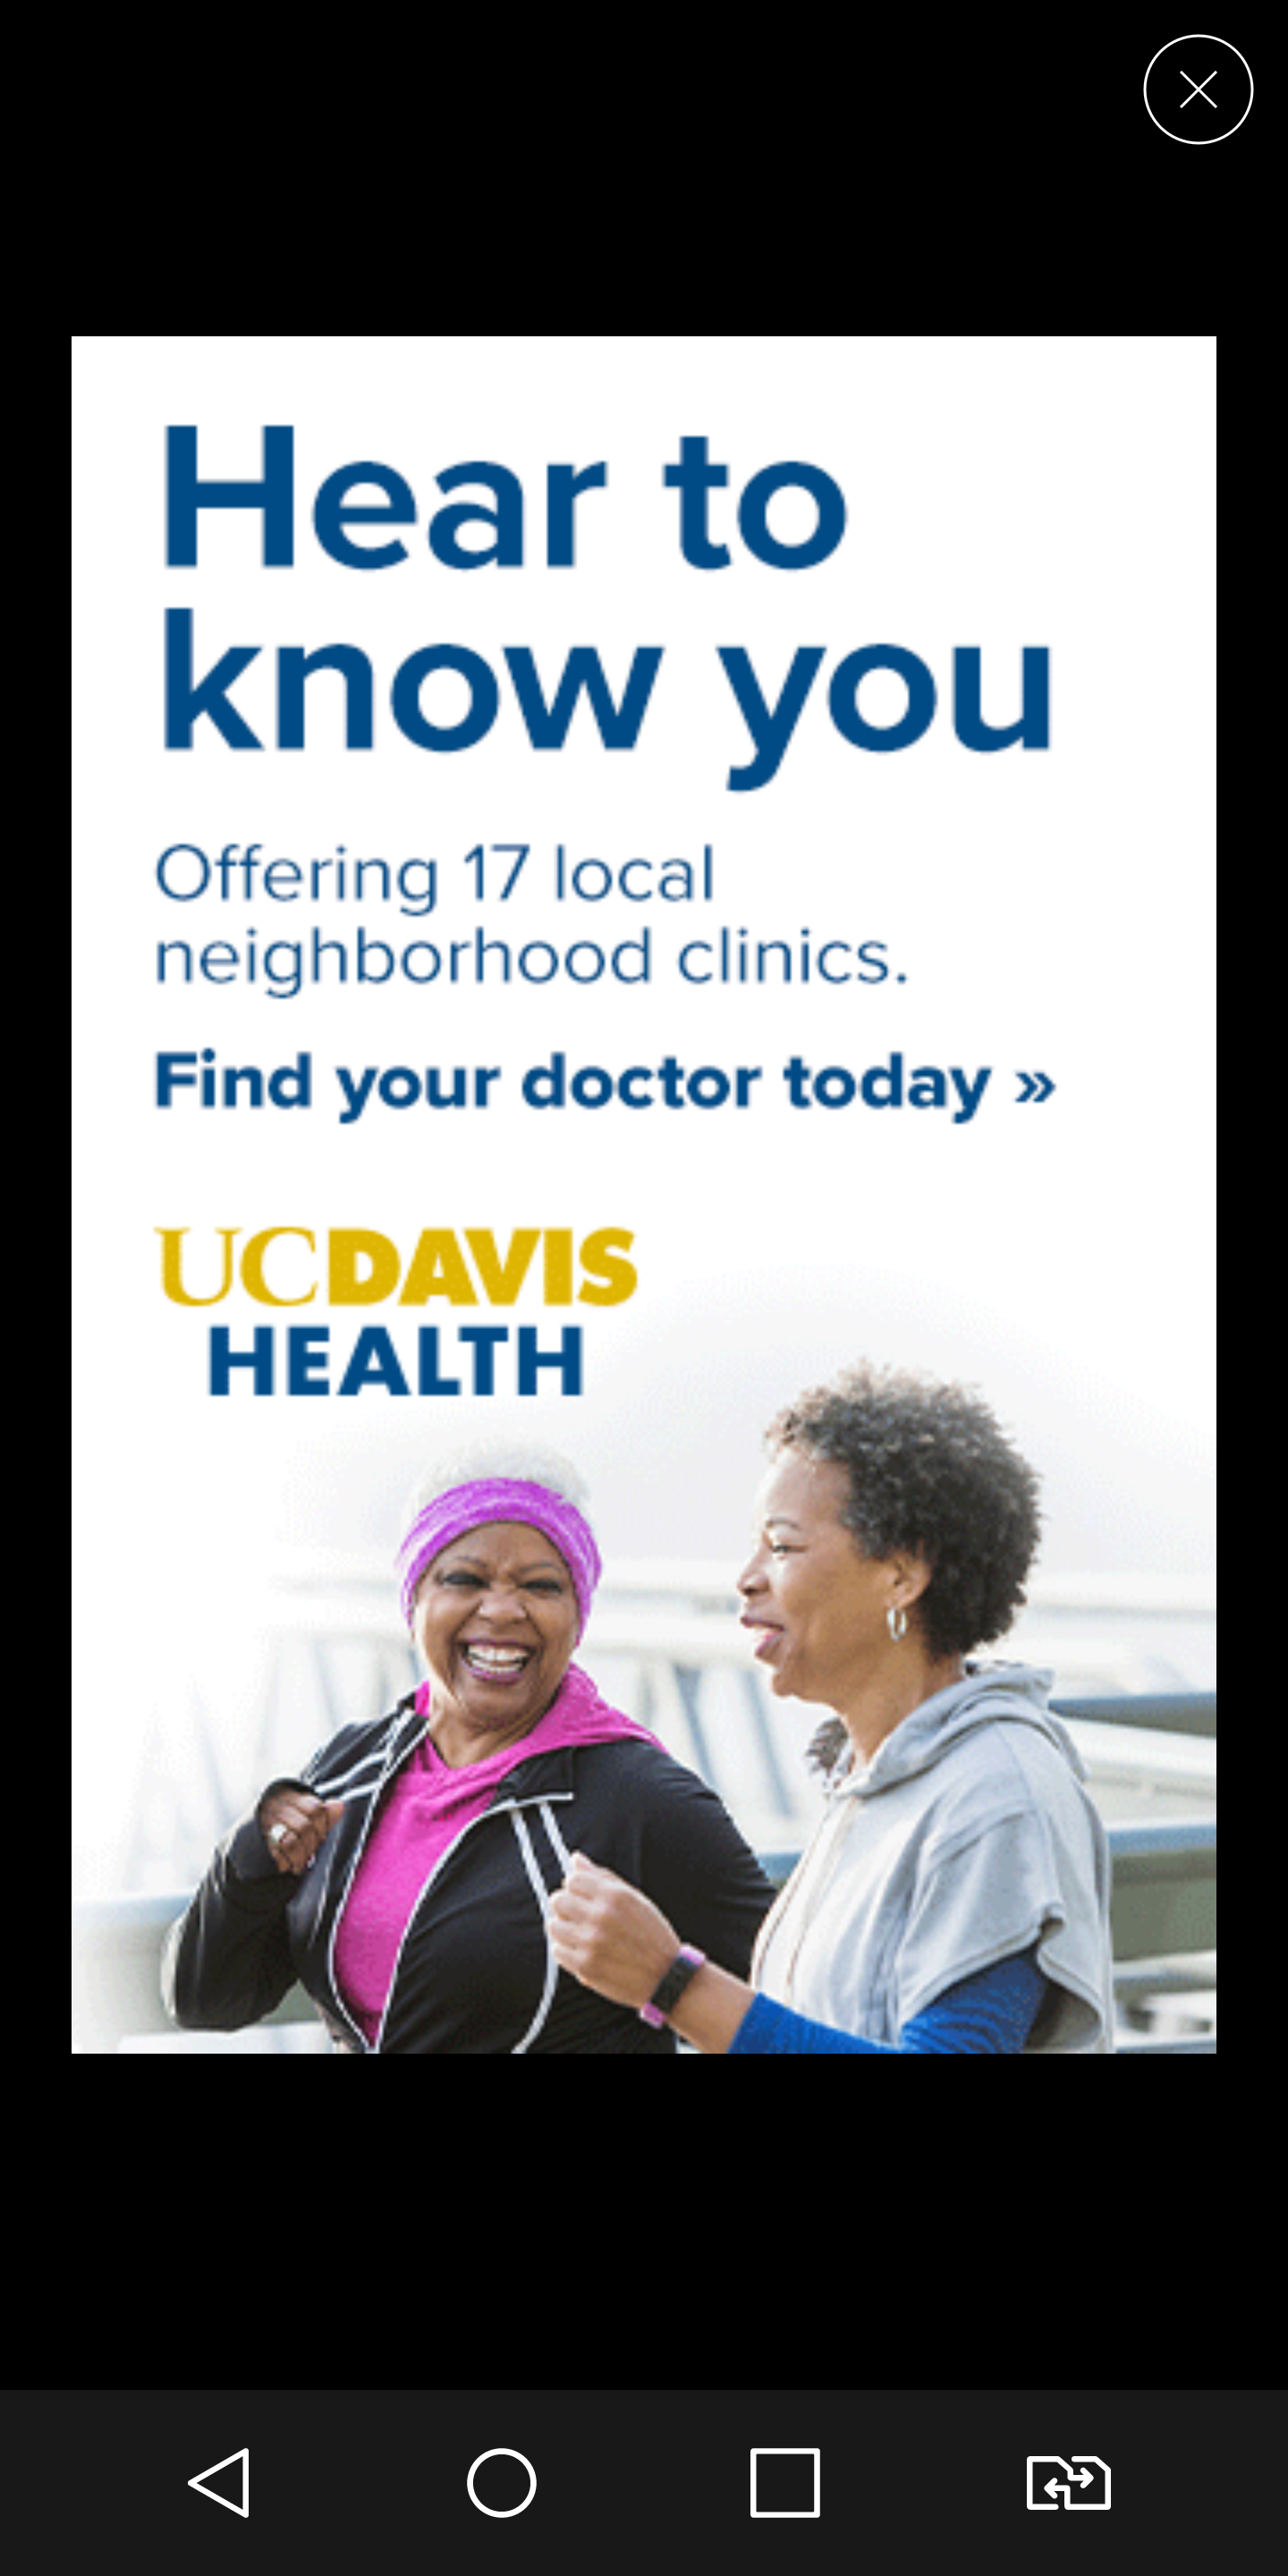 Hear to
know you
Offering 17 local
neighborhood clinics.
Find your doctor today »
UCDAVIS
HEALTH